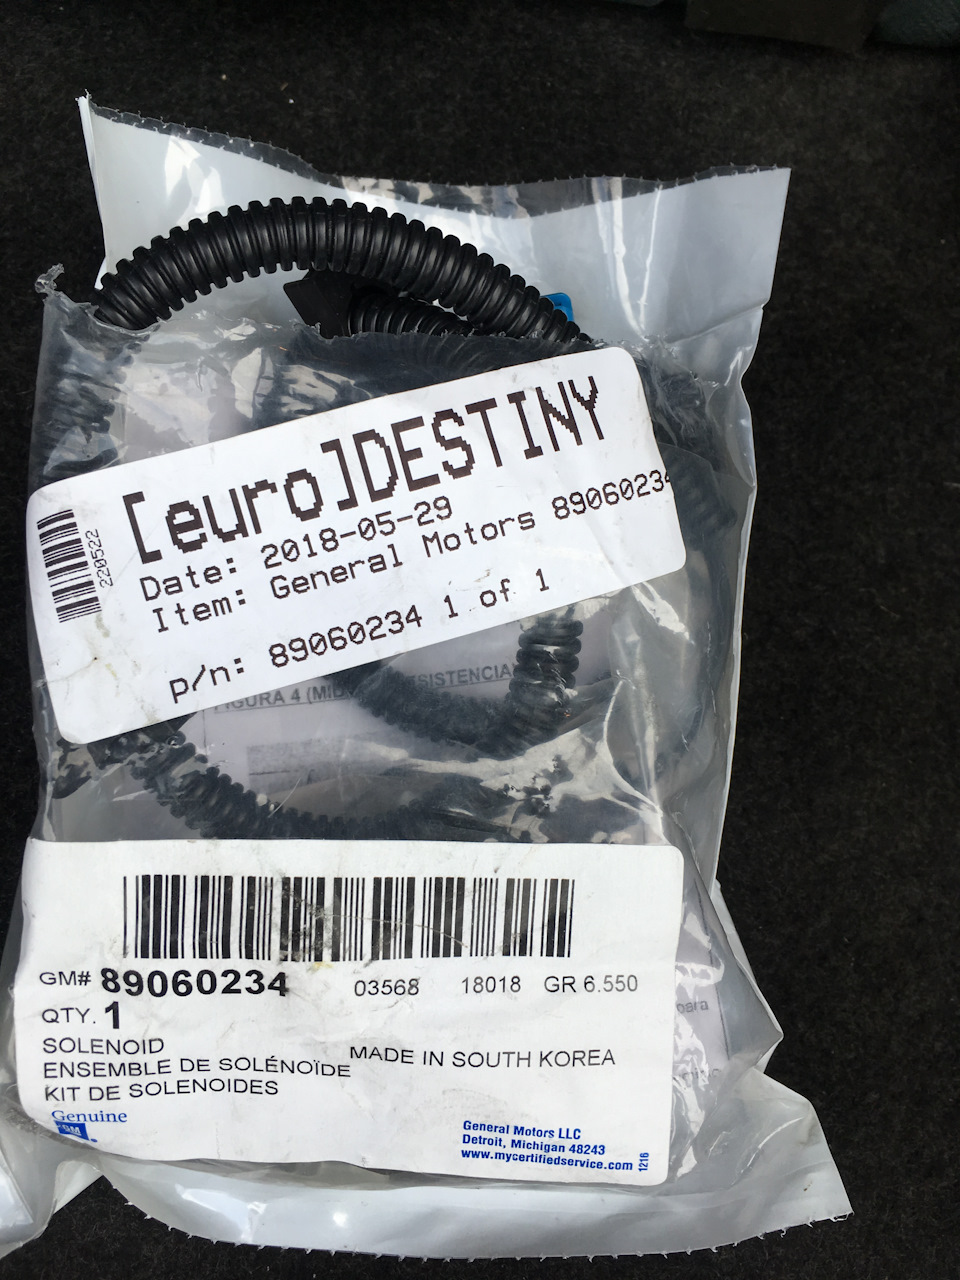 [euro]DESTINY
Date: 2018-05-29
Item: General Motors 89060234
p/n: 89060234 1 of 1
220522
FIGURA 4 (
GM# 89060234 03568 18018 GR 6.550
QTY. 1
SOLENOID
ENSEMBLE DE SOLÉNOÏDE MADE IN SOUTH KOREA
KIT DE SOLENOIDES
Genuine
GM
General Motors LLC
Detroit, Michigan 48243
www.mycertifiedservice.com
1216
para